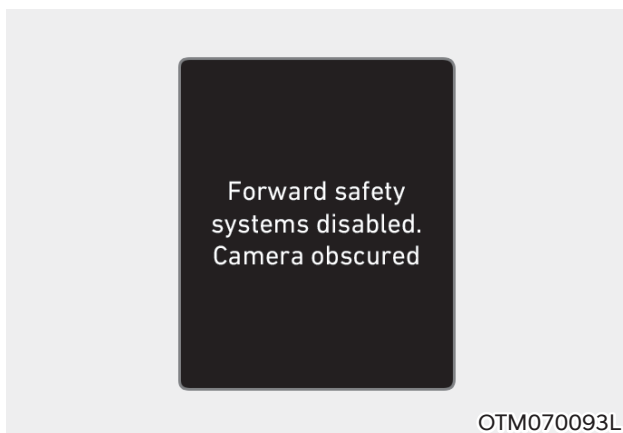 Forward safety
systems disabled.
Camera obscured
OTM070093L